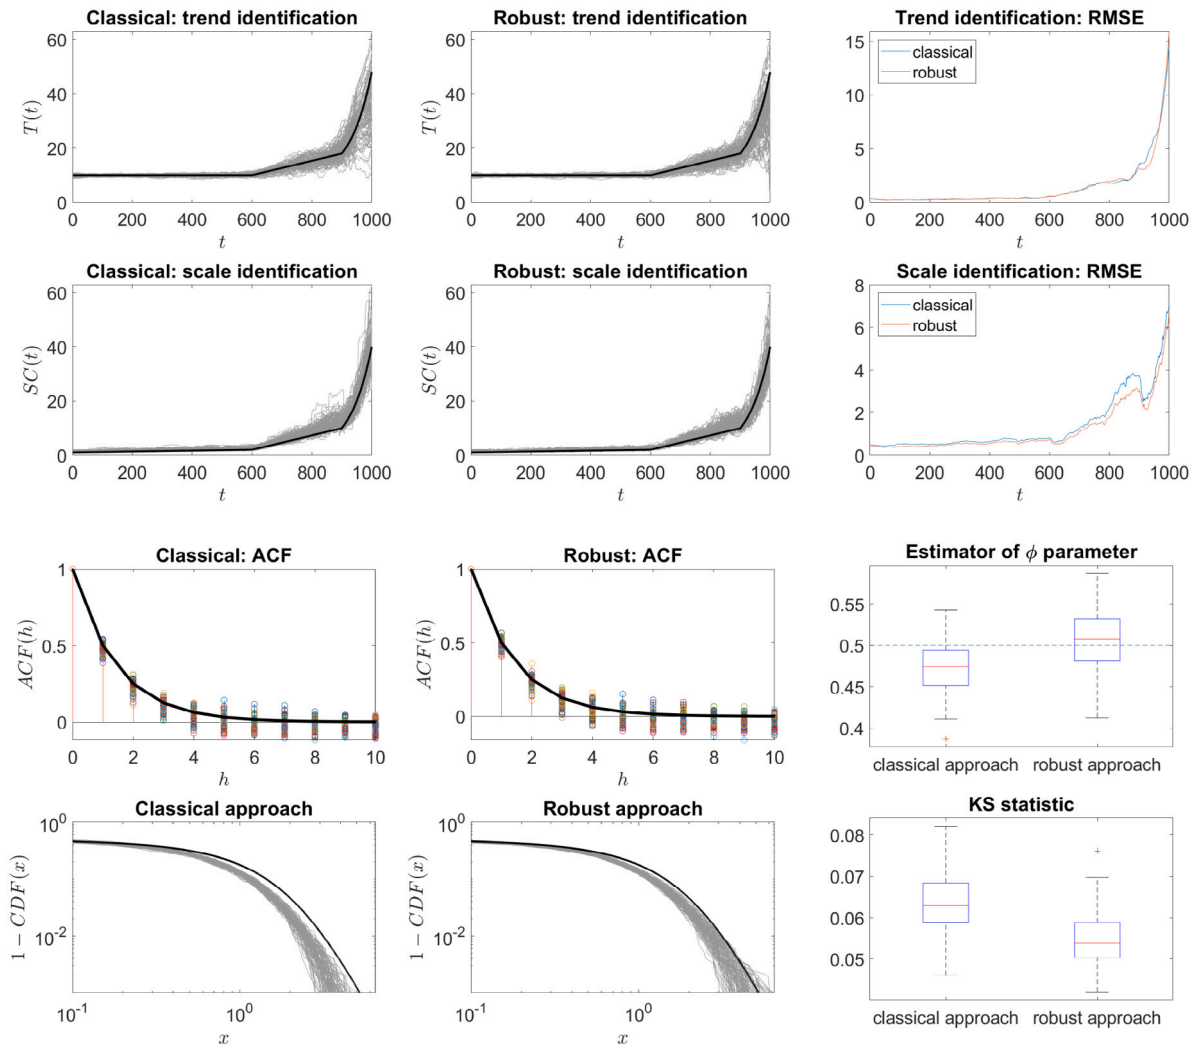 Classical: trend identification
T(t)
60
40
20
0
0 200 400 600 800 1000
t
Robust: trend identification
T(t)
60
40
20
0
0 200 400 600 800 1000
t
Trend identification: RMSE
classical
robust
15
10
5
0
0 200 400 600 800 1000
t
Classical: scale identification
SC(t)
60
40
20
0
0 200 400 600 800 1000
t
Robust: scale identification
SC(t)
60
40
20
0
0 200 400 600 800 1000
t
Scale identification: RMSE
classical
robust
8
6
4
2
0
0 200 400 600 800 1000
t
Classical: ACF
ACF(h)
1
0.5
0
0 2 4 6 8 10
h
Robust: ACF
ACF(h)
1
0.5
0
0 2 4 6 8 10
h
Estimator of ϕ parameter
0.55
0.5
0.45
0.4
classical approach robust approach
Classical approach
1 − CDF(x)
10^0
10^-2
10^-1 10^0
x
Robust approach
1 − CDF(x)
10^0
10^-2
10^-1 10^0
x
KS statistic
0.08
0.07
0.06
0.05
classical approach robust approach